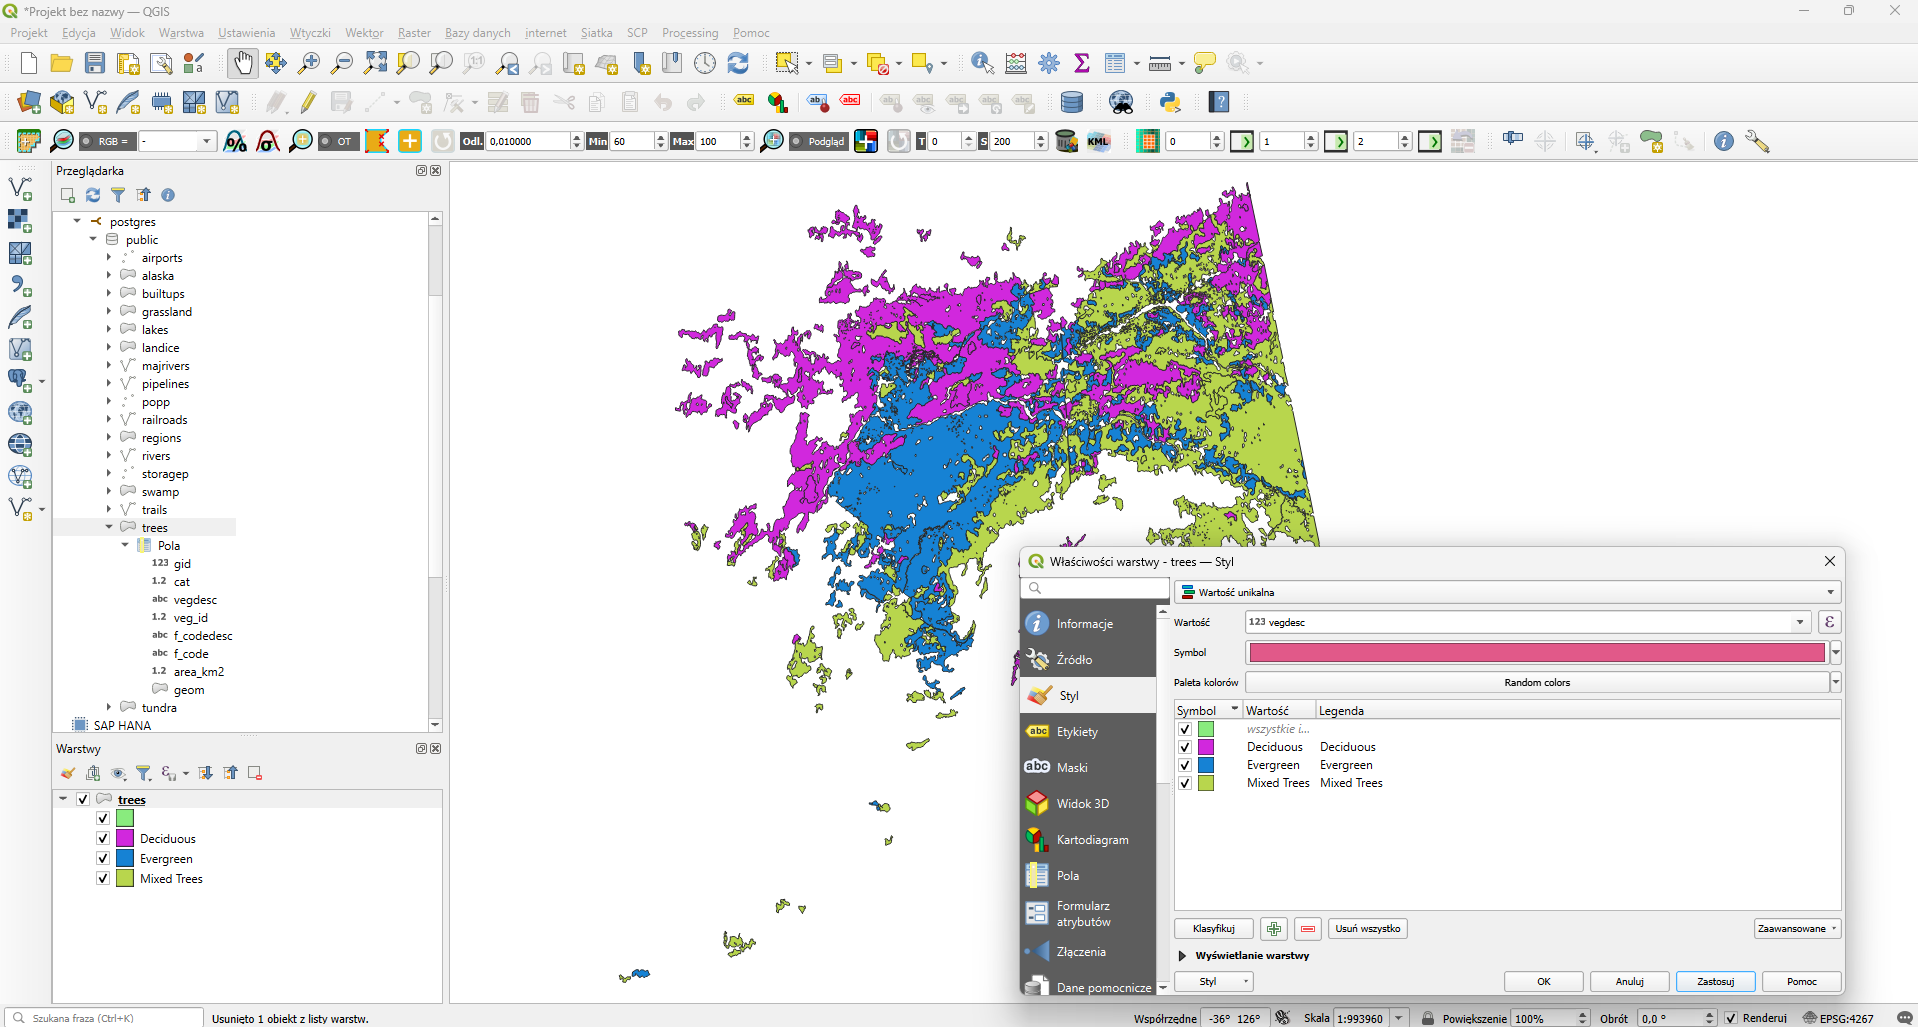 *Projekt bez nazwy — QGIS
Projekt Edycja Widok Warstwa Ustawienia Wtyczki Wektor Raster Bazy danych Internet Siatka SCP Processing Pomoc
RGB = - OT Odl. 0,010000 Min 60 Max 100 Podgląd T 0 S 200 KML 0 1 2
Przeglądarka
postgres
public
airports
alaska
builtups
grassland
lakes
landice
majrivers
pipelines
popp
railroads
regions
rivers
storagep
swamp
trails
trees
Pola
123 gid
1.2 cat
abc vegdesc
1.2 veg_id
abc f_codedesc
abc f_code
1.2 area_km2
geom
tundra
SAP HANA
Warstwy
trees
Deciduous
Evergreen
Mixed Trees
Właściwości warstwy - trees — Styl
Informacje
Źródło
Styl
abc Etykiety
abc Maski
Widok 3D
Kartodiagram
Pola
Formularz
atrybutów
Złączenia
Dane pomocnicze
Wartość unikalna
Wartość 123 vegdesc ε
Symbol
Paleta kolorów Random colors
Symbol Wartość Legenda
wszystkie i...
Deciduous Deciduous
Evergreen Evergreen
Mixed Trees Mixed Trees
Klasyfikuj Usuń wszystko Zaawansowane
Wyświetlanie warstwy
Styl OK Anuluj Zastosuj Pomoc
Szukana fraza (Ctrl+K) Usunięto 1 obiekt z listy warstw. Współrzędne -36° 126° Skala 1:993960 Powiększenie 100% Obrót 0,0 ° Renderuj EPSG:4267